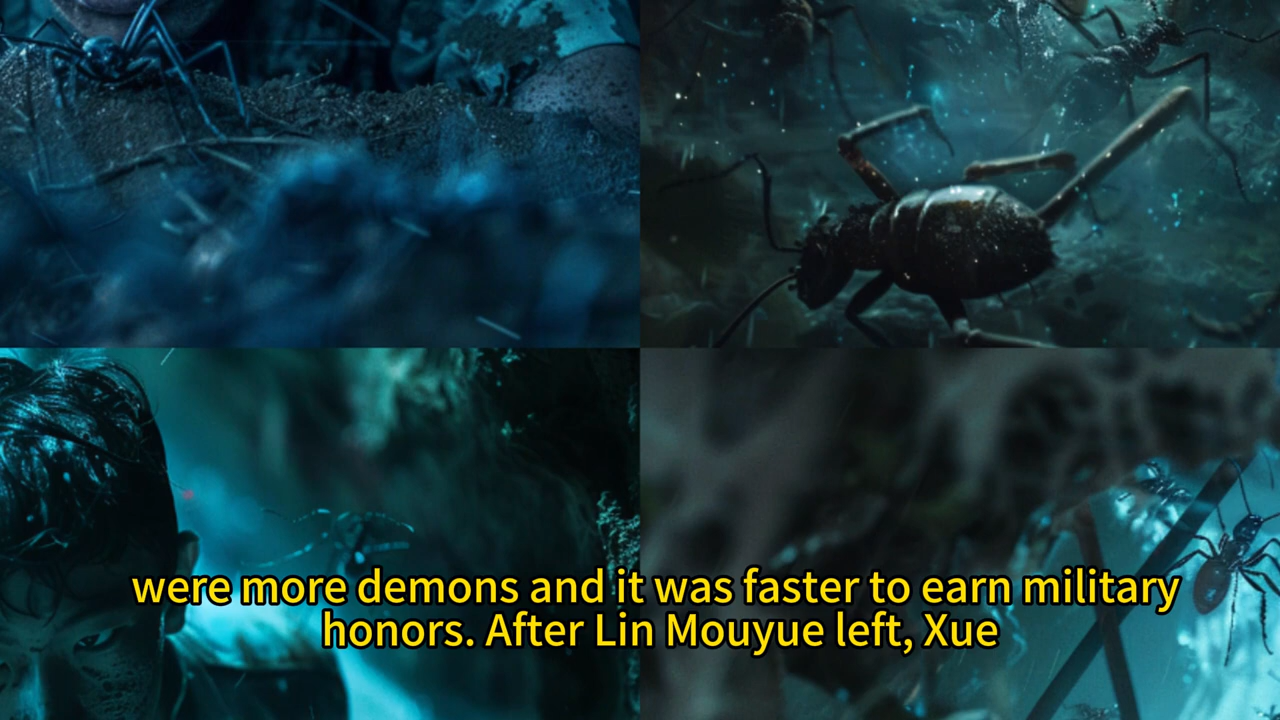 were more demons and it was faster to earn military
honors. After Lin Mouyue left, Xue